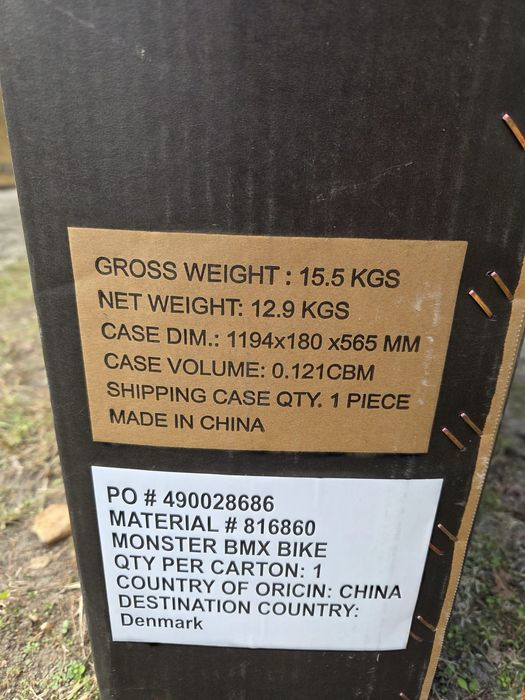 GROSS WEIGHT : 15.5 KGS
NET WEIGHT: 12.9 KGS
CASE DIM.: 1194x180 x565 MM
CASE VOLUME: 0.121CBM
SHIPPING CASE QTY. 1 PIECE
MADE IN CHINA
PO # 490028686
MATERIAL # 816860
MONSTER BMX BIKE
QTY PER CARTON: 1
COUNTRY OF ORICIN: CHINA
DESTINATION COUNTRY:
Denmark